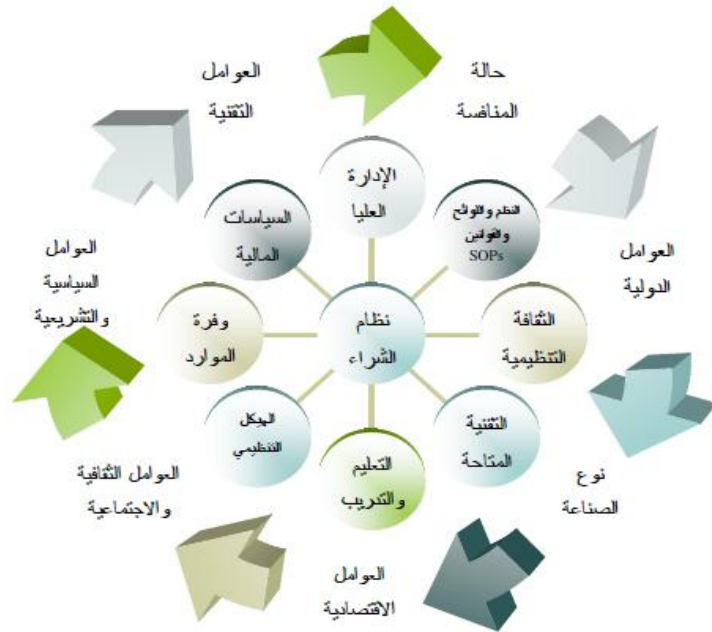 حالة
المنافسة
العوامل
التقنية
الإدارة
العليا
النظم واللوائح
والقوانين
SOPs
السياسات
المالية
العوامل
الدولية
العوامل
السياسية
والتشريعية
نظام
الشراء
الثقافة
التنظيمية
وفرة
الموارد
التقنية
المتاحة
الهيكل
التنظيمي
التعليم
والتدريب
نوع
الصناعة
العوامل الثقافية
والاجتماعية
العوامل
الاقتصادية